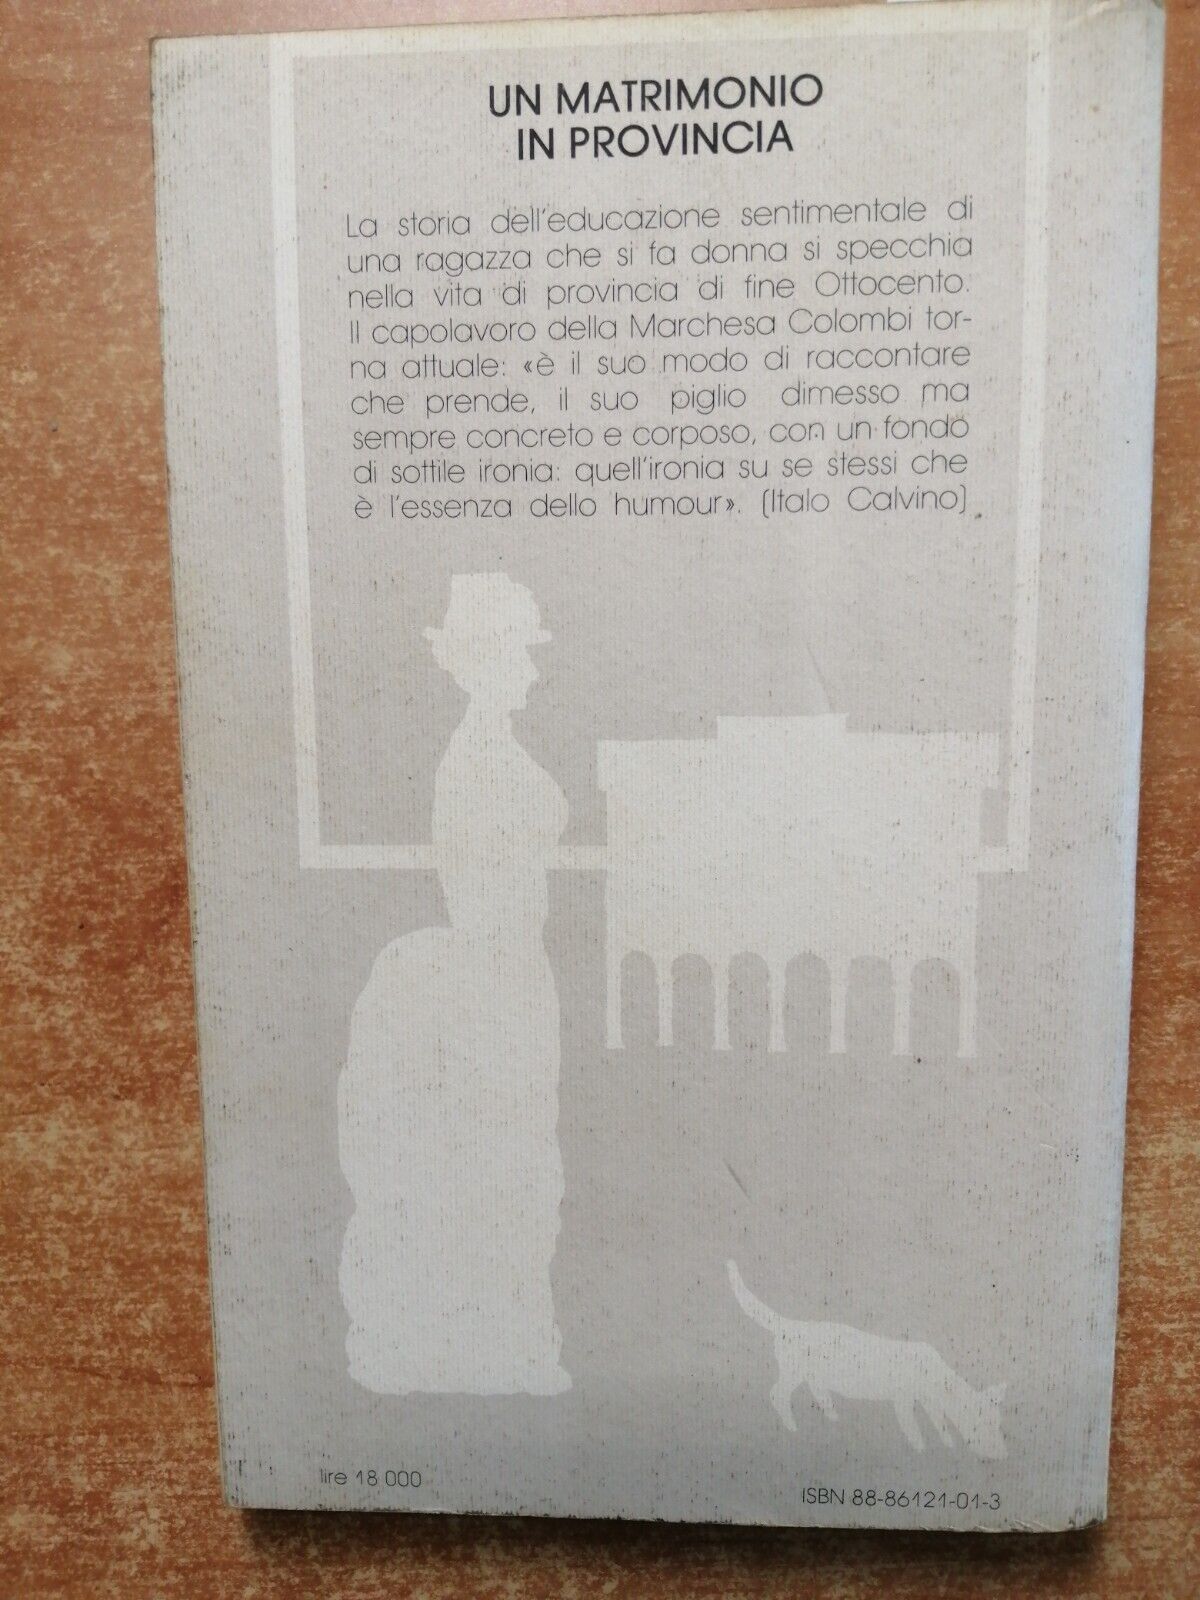 UN MATRIMONIO
IN PROVINCIA
La storia dell'educazione sentimentale di
una ragazza che si fa donna si specchia
nella vita di provincia di fine Ottocento.
Il capolavoro della Marchesa Colombi tor-
na attuale: «è il suo modo di raccontare
che prende, il suo piglio dimesso ma
sempre concreto e corposo, con un fondo
di sottile ironia: quell'ironia su se stessi che
è l'essenza dello humour». (Italo Calvino)
lire 18 000
ISBN 88-86121-01-3